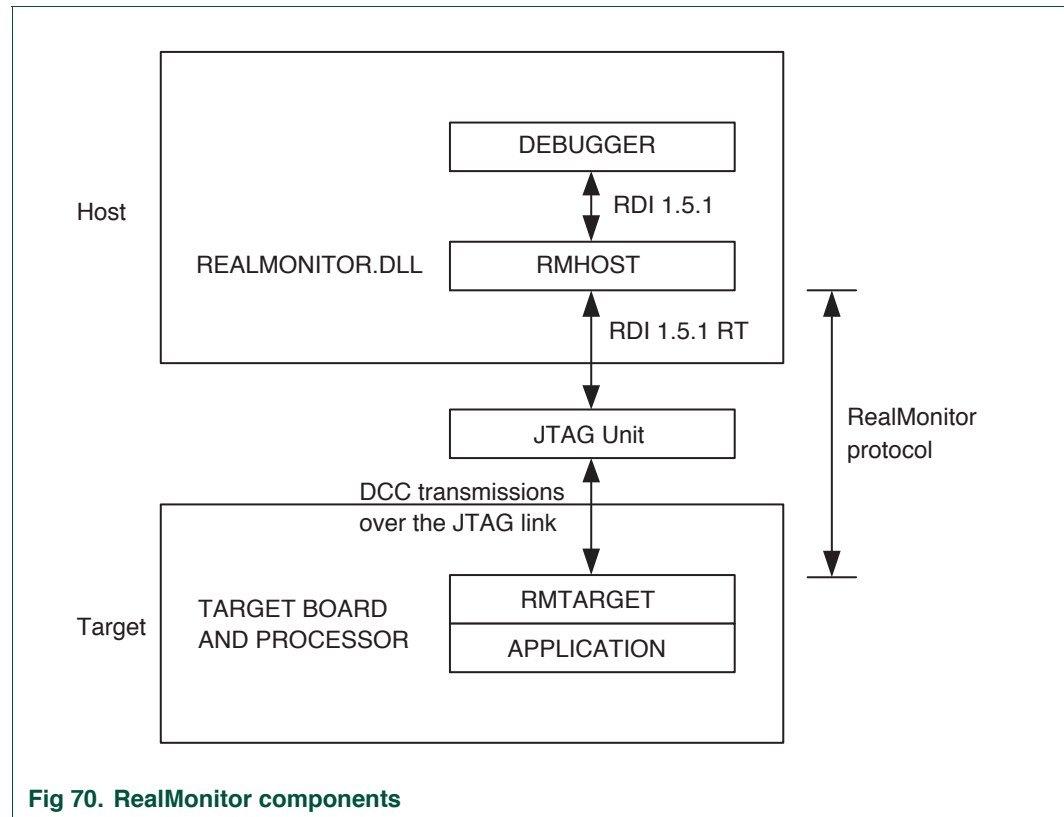 DEBUGGER
Host
RDI 1.5.1
REALMONITOR.DLL
RMHOST
RDI 1.5.1 RT
JTAG Unit
RealMonitor
protocol
DCC transmissions
over the JTAG link
Target
TARGET BOARD
AND PROCESSOR
RMTARGET
APPLICATION
Fig 70. RealMonitor components